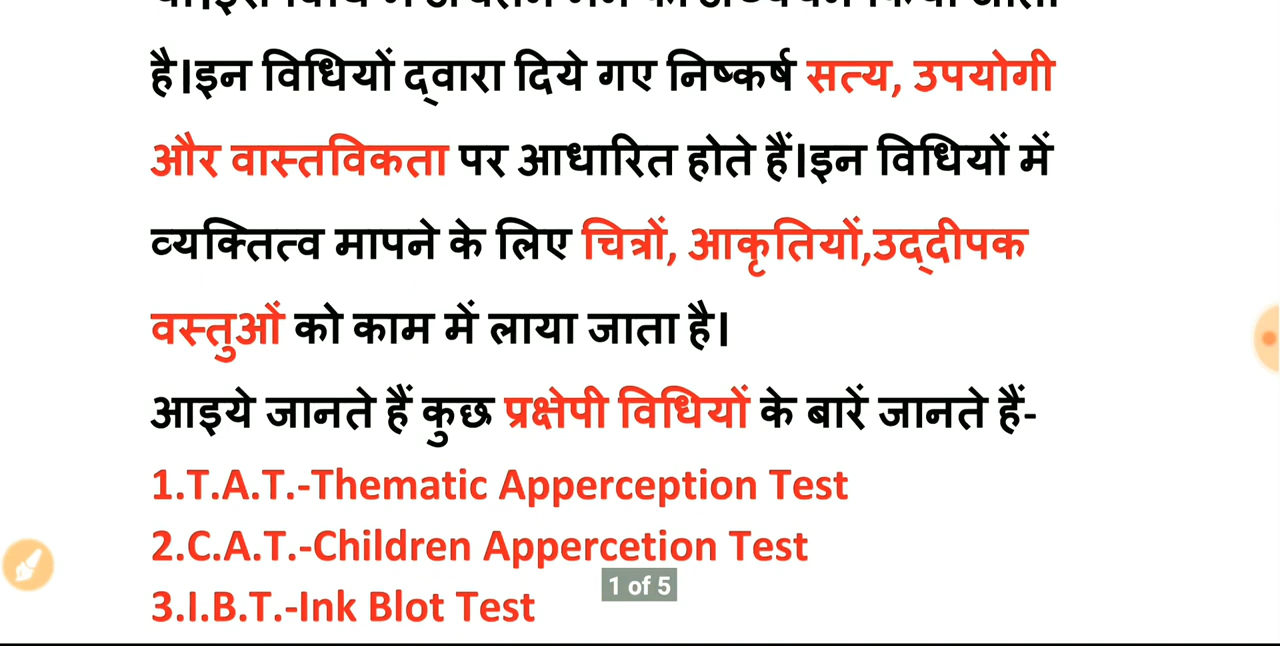 है।इन विधियों द्वारा दिये गए निष्कर्ष सत्य, उपयोगी
और वास्तविकता पर आधारित होते हैं।इन विधियों में
व्यक्तित्व मापने के लिए चित्रों, आकृतियों,उद्दीपक
वस्तुओं को काम में लाया जाता है।
आइये जानते हैं कुछ प्रक्षेपी विधियों के बारें जानते हैं-
1.T.A.T.-Thematic Apperception Test
2.C.A.T.-Children Appercetion Test
1 of 5
3.I.B.T.-Ink Blot Test